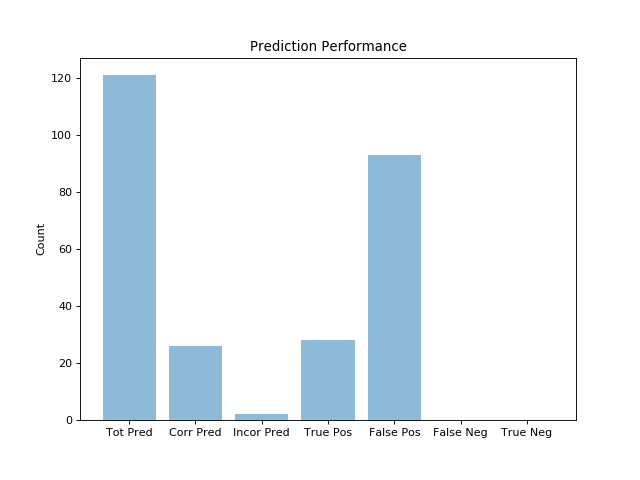 Prediction Performance
120
100
80
60
40
20
0
Count
Tot Pred Corr Pred Incor Pred True Pos False Pos False Neg True Neg